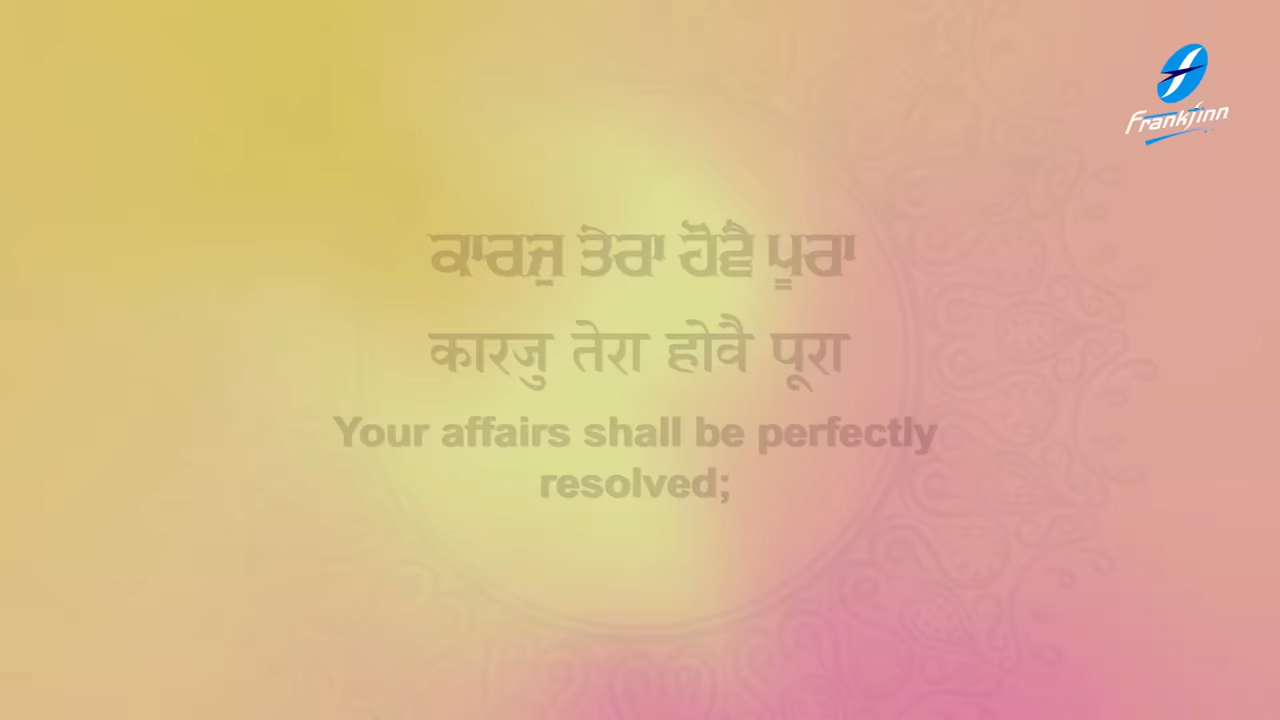 Frankfinn
ਕਾਰਜੁ ਤੇਰਾ ਹੋਵੈ ਪੂਰਾ
कारजु तेरा होवै पूरा
Your affairs shall be perfectly
resolved;